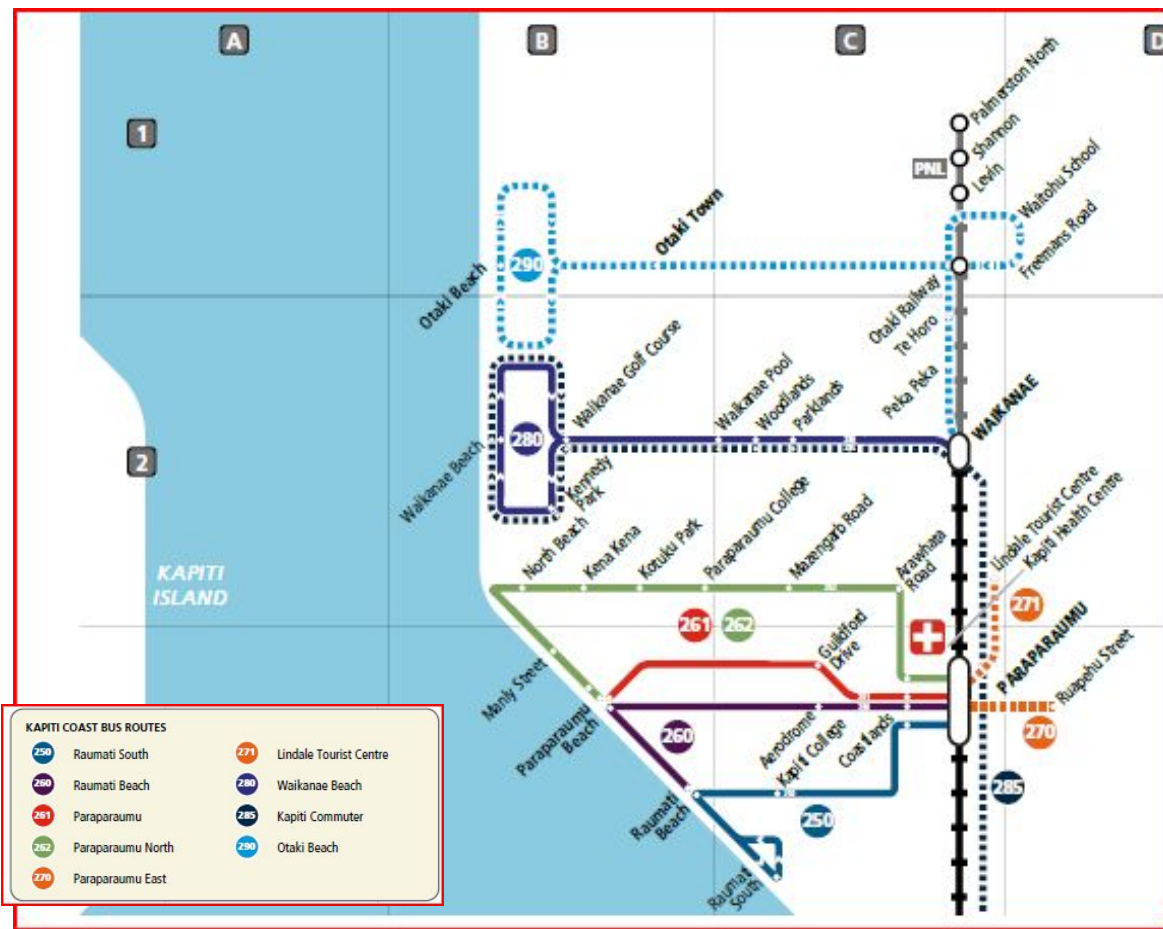 A
B
C
D
1
Palmerston North
Shannon
PNL
Levin
Waitohu School
Otaki Town
Freemans Road
Otaki Beach
290
Otaki Railway
Te Horo
Waikanae Golf Course
Waikanae Pool
Woodlands
Parklands
Peka Peka
WAIKANAE
2
Waikanae Beach
280
280
Kennedy
Park
North Beach
Kena Kena
Kotuku Park
Paraparaumu College
Mazengarb Road
Arawhata
Road
Lindale Tourist Centre
Kapiti Health Centre
KAPITI
ISLAND
262
271
261
262
Guildford
Drive
PARAPARAUMU
Ruapehu Street
Manly Street
261
Paraparaumu
Beach
260
Aerodrome
Kapiti College
Coastlands
270
285
Raumati
Beach
250
250
Raumati
South
KAPITI COAST BUS ROUTES
250 Raumati South
260 Raumati Beach
261 Paraparaumu
262 Paraparaumu North
270 Paraparaumu East
271 Lindale Tourist Centre
280 Waikanae Beach
285 Kapiti Commuter
290 Otaki Beach